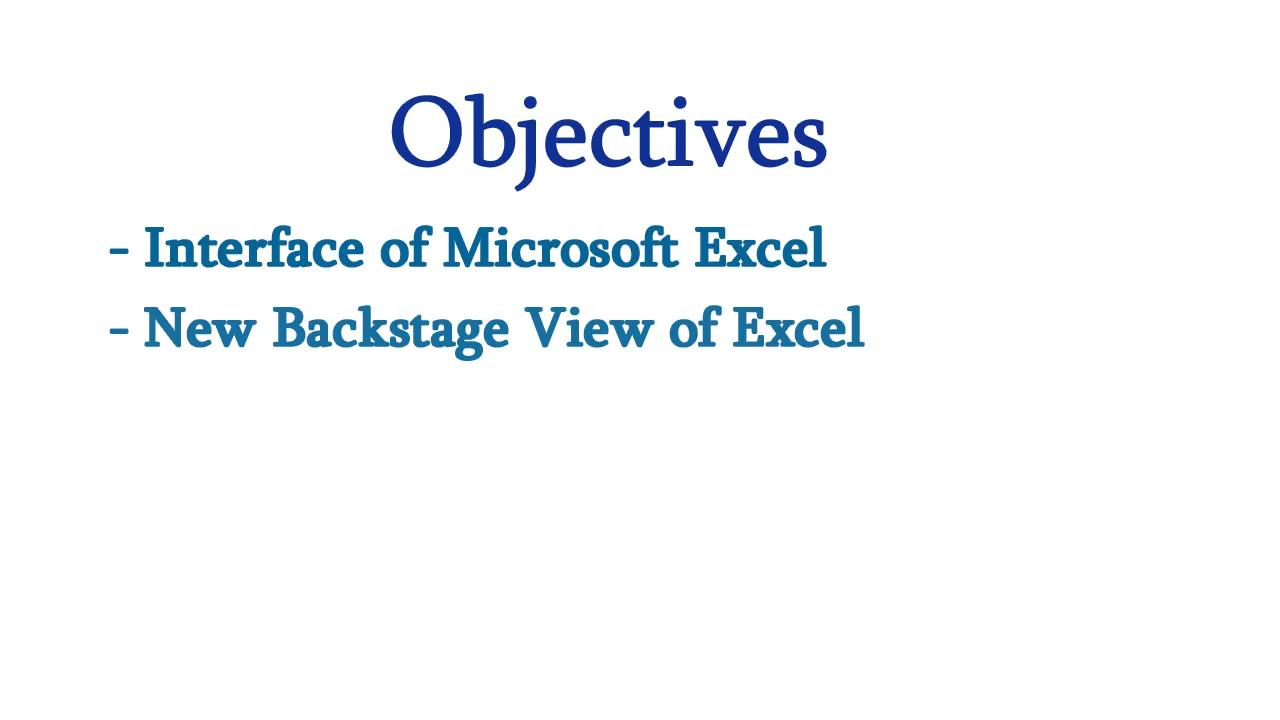 Objectives
- Interface of Microsoft Excel
- New Backstage View of Excel